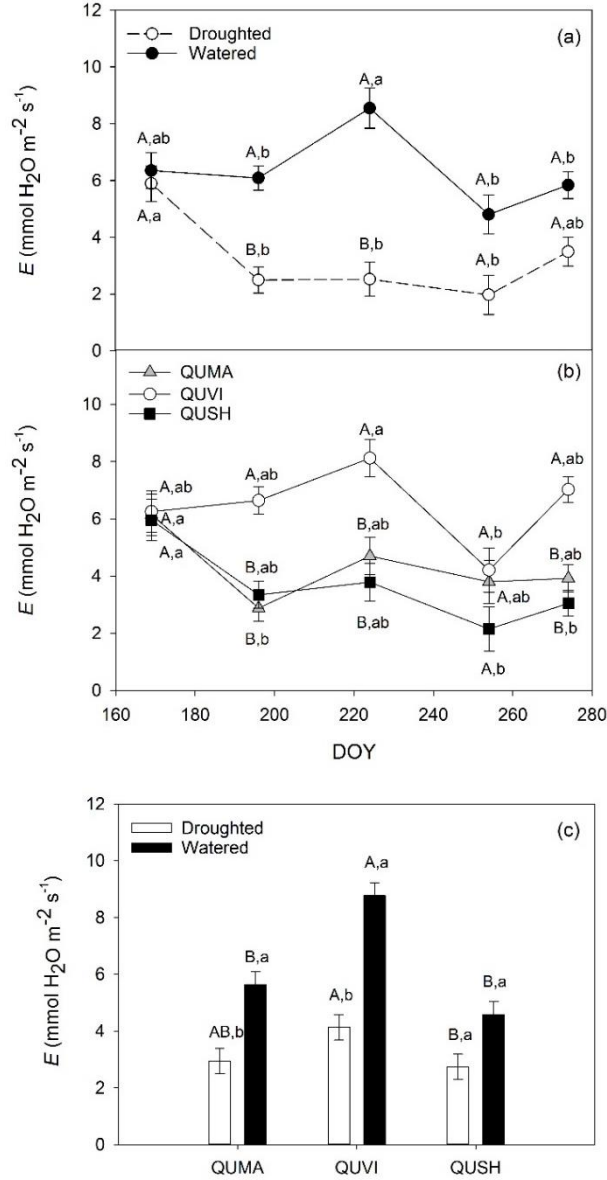 12
10
8
6
4
2
0
E (mmol H2O m-2 s-1)
Droughted
Watered
(a)
A,ab
A,a
A,b
B,b
A,a
B,b
A,b
A,b
A,b
A,ab
10
8
6
4
2
0
E (mmol H2O m-2 s-1)
QUMA
QUVI
QUSH
(b)
A,ab
A,a
A,a
A,ab
B,ab
B,b
A,a
B,ab
B,ab
A,b
A,ab
A,b
A,ab
B,ab
B,b
160 180 200 220 240 260 280
DOY
12
10
8
6
4
2
0
E (mmol H2O m-2 s-1)
Droughted
Watered
(c)
AB,b
B,a
A,b
A,a
B,a
B,a
QUMA QUVI QUSH